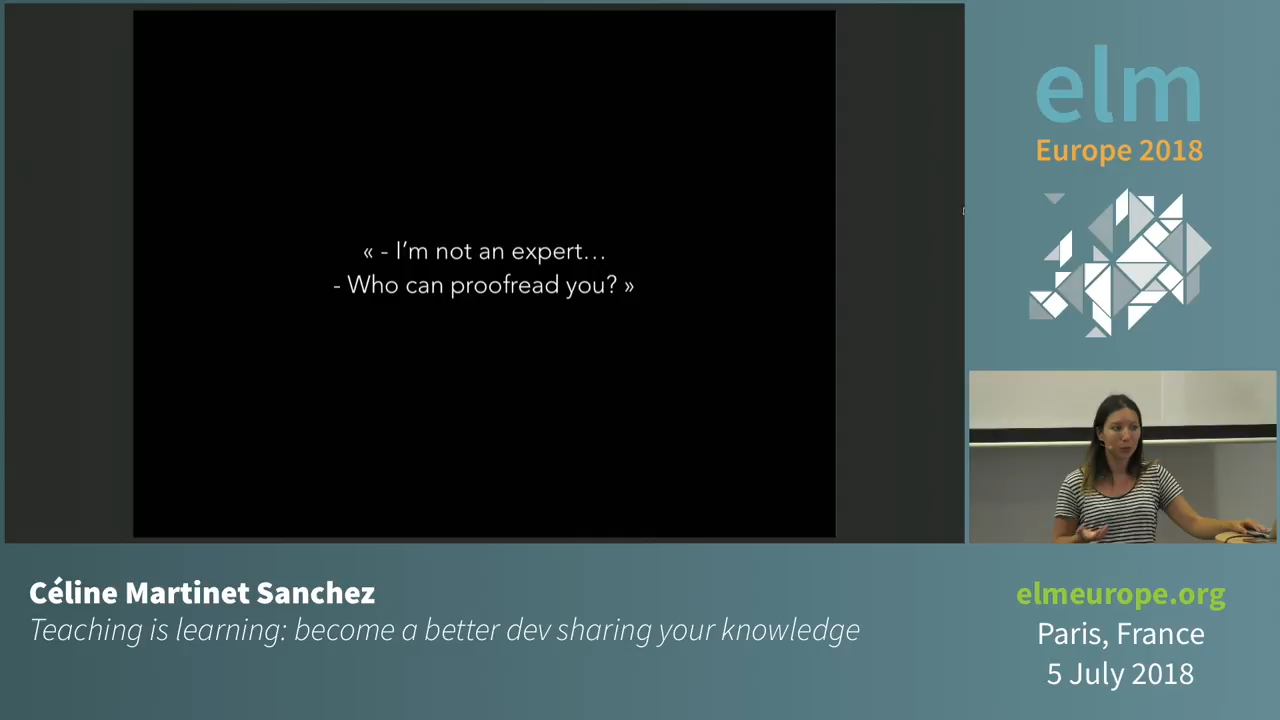 « - I’m not an expert…
- Who can proofread you? »
elm
Europe 2018
Céline Martinet Sanchez
Teaching is learning: become a better dev sharing your knowledge
elmeurope.org
Paris, France
5 July 2018